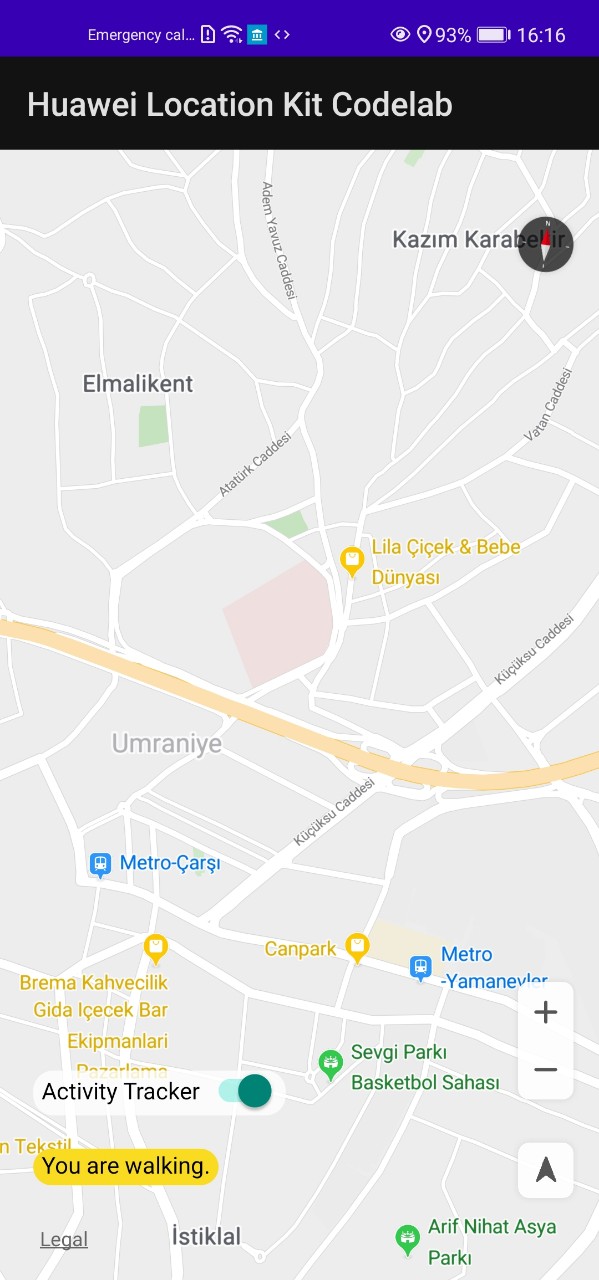 Emergency cal...
93%
16:16
Huawei Location Kit Codelab
Adem Yavuz Caddesi
Kazım Karabekir
Elmalikent
Vatan Caddesi
Atatürk Caddesi
Lila Çiçek & Bebe
Dünyası
Küçüksu Caddesi
Umraniye
Küçüksu Caddesi
Metro-Çarşı
Canpark
Metro
-Yamanevler
Brema Kahvecilik
Gida Içecek Bar
Ekipmanlari
Pazarlama
Sevgi Parkı
Basketbol Sahası
Activity Tracker
n Tekstil
You are walking.
Legal
İstiklal
Arif Nihat Asya
Parkı